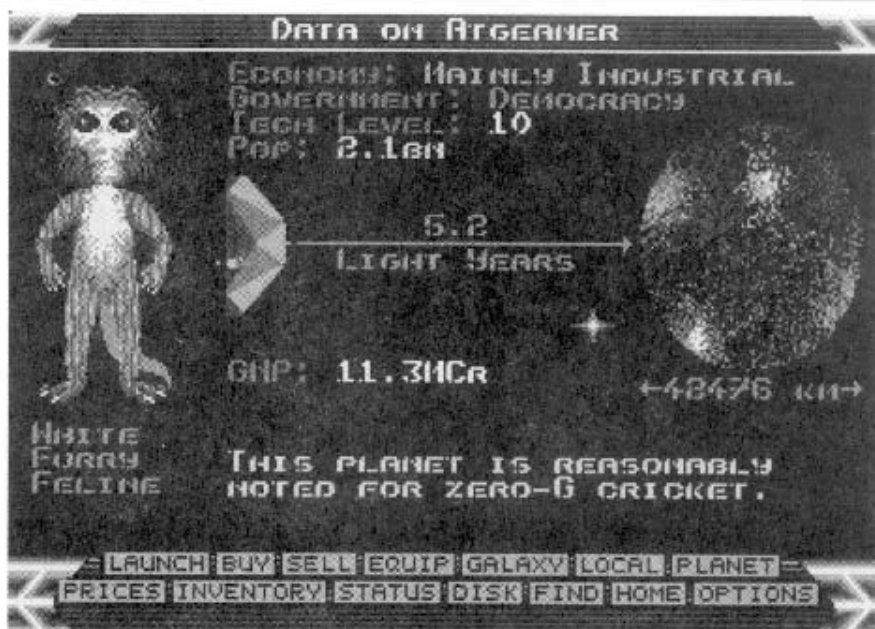 DATA ON ATGEANER
ECONOMY: MAINLY INDUSTRIAL
GOVERNMENT: DEMOCRACY
TECH LEVEL: 10
POP: 2.1BN
5.2
LIGHT YEARS
GNP: 11.3MCR
←42476 KM→
WHITE
FURRY
FELINE
THIS PLANET IS REASONABLY
NOTED FOR ZERO-G CRICKET.
LAUNCH BUY SELL EQUIP GALAXY LOCAL PLANET
PRICES INVENTORY STATUS DISK FIND HOME OPTIONS